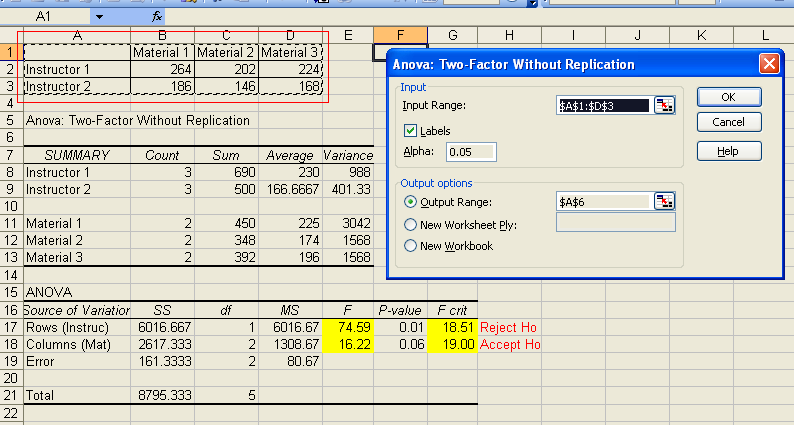 A1 fx
A B C D E F G H I J K L
1 Material 1 Material 2 Material 3
2 Instructor 1 264 202 224
3 Instructor 2 186 146 168
4
5 Anova: Two-Factor Without Replication
6
7 SUMMARY Count Sum Average Variance
8 Instructor 1 3 690 230 988
9 Instructor 2 3 500 166.6667 401.33
10
11 Material 1 2 450 225 3042
12 Material 2 2 348 174 1568
13 Material 3 2 392 196 1568
14
15 ANOVA
16 Source of Variation SS df MS F P-value F crit
17 Rows (Instruc) 6016.667 1 6016.67 74.59 0.01 18.51 Reject Ho
18 Columns (Mat) 2617.333 2 1308.67 16.22 0.06 19.00 Accept Ho
19 Error 161.3333 2 80.67
20
21 Total 8795.333 5
22
Anova: Two-Factor Without Replication
Input
Input Range: $A$1:$D$3
Labels
Alpha: 0.05
Output options
Output Range: $A$6
New Worksheet Ply:
New Workbook
OK
Cancel
Help